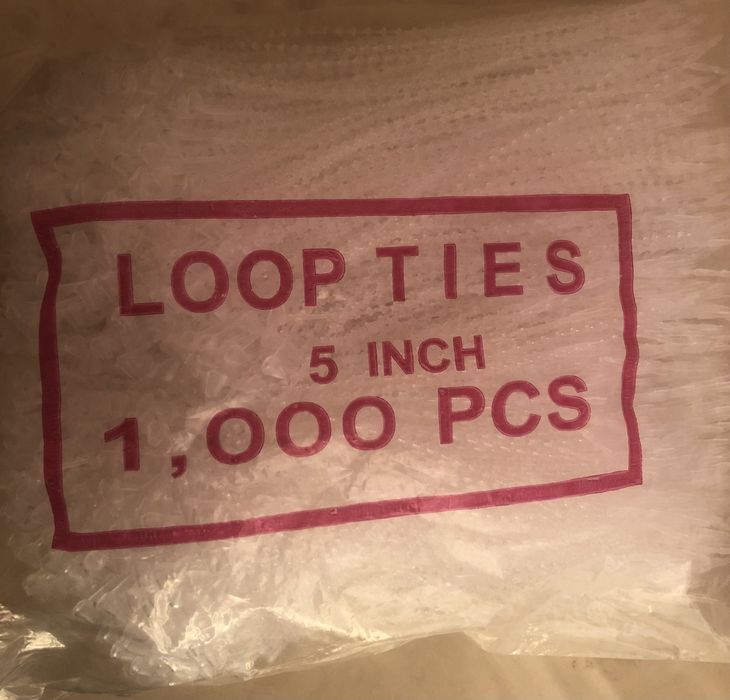 LOOP TIES
5 INCH
1,000 PCS